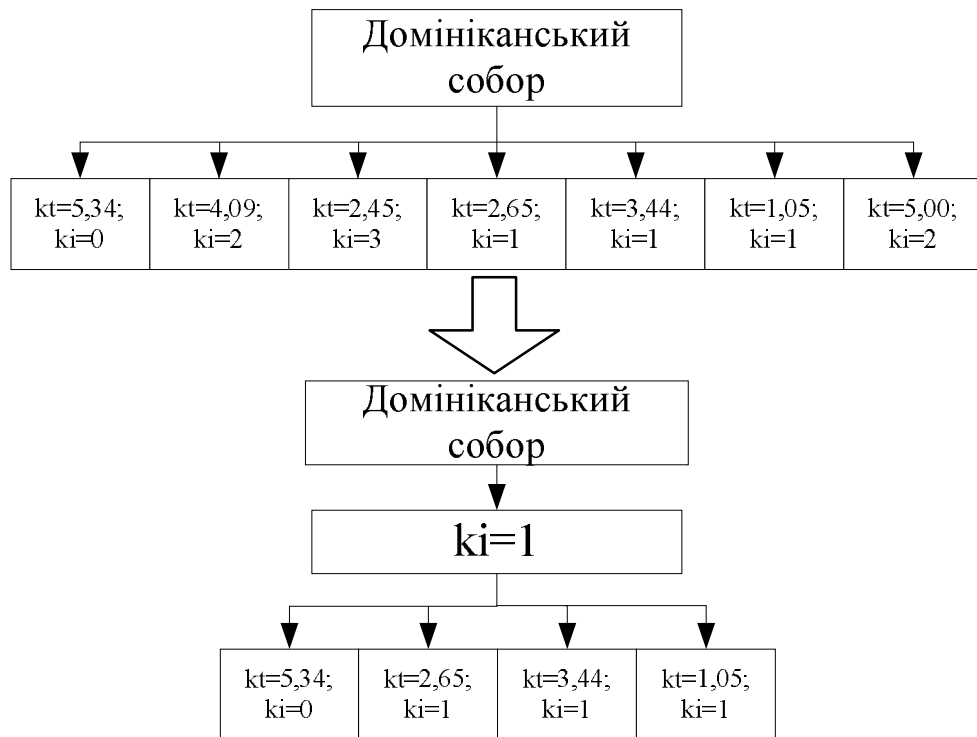 Домініканський
собор
kt=5,34;
ki=0
kt=4,09;
ki=2
kt=2,45;
ki=3
kt=2,65;
ki=1
kt=3,44;
ki=1
kt=1,05;
ki=1
kt=5,00;
ki=2
Домініканський
собор
ki=1
kt=5,34;
ki=0
kt=2,65;
ki=1
kt=3,44;
ki=1
kt=1,05;
ki=1